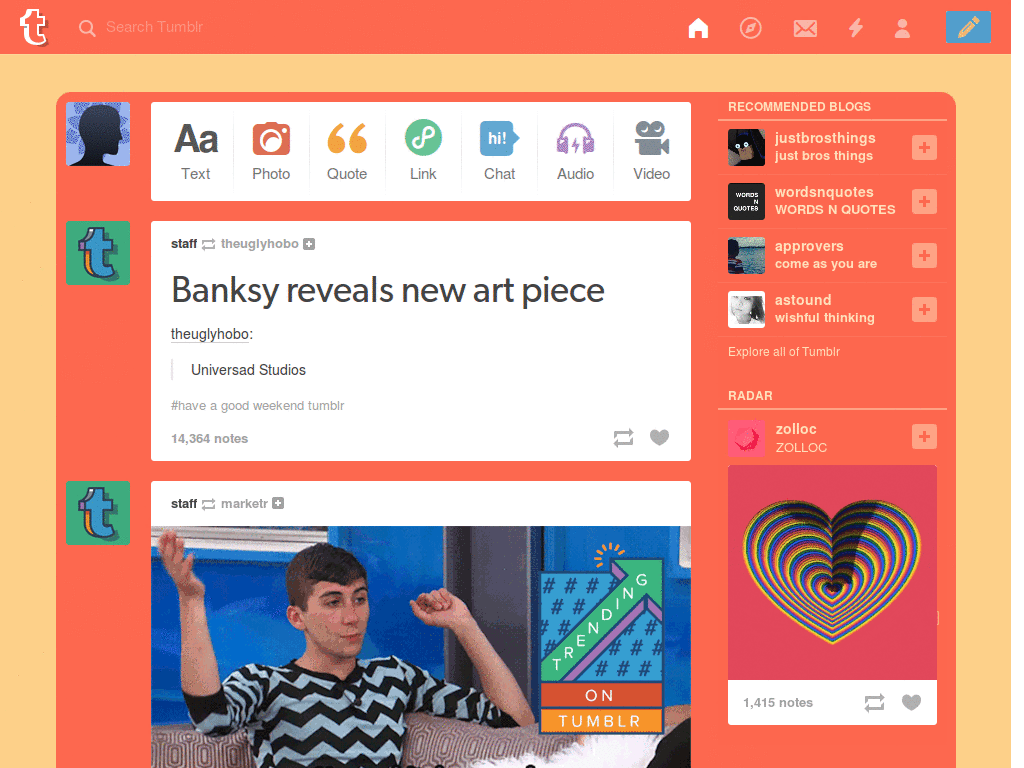 Search Tumblr
Aa
hi!
Text
Photo
Quote
Link
Chat
Audio
Video
staff theuglyhobo
Banksy reveals new art piece
theuglyhobo:
Universad Studios
#have a good weekend tumblr
14,364 notes
staff marketr
# # # # # #
TRENDING
ON
TUMBLR
RECOMMENDED BLOGS
justbrosthings
just bros things
WORDS
N
QUOTES
wordsnquotes
WORDS N QUOTES
approvers
come as you are
astound
wishful thinking
Explore all of Tumblr
RADAR
zolloc
ZOLLOC
1,415 notes